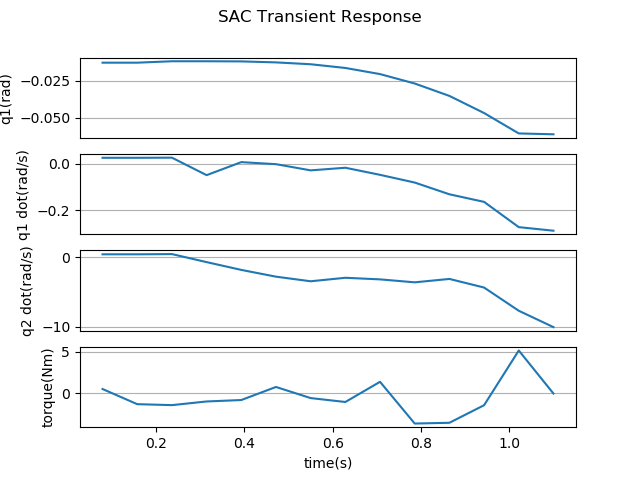 SAC Transient Response
q1(rad)
−0.025
−0.050
q1 dot(rad/s)
0.0
−0.2
q2 dot(rad/s)
0
−10
torque(Nm)
5
0
0.2 0.4 0.6 0.8 1.0
time(s)